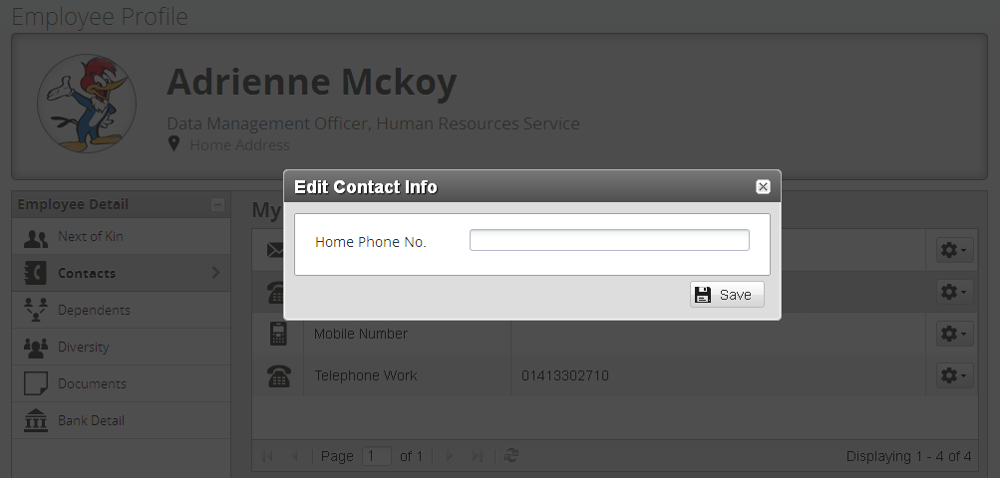 Employee Profile
Adrienne Mckoy
Data Management Officer, Human Resources Service
Home Address
Edit Contact Info
Home Phone No.
Save
Employee Detail
Next of Kin
Contacts
Dependents
Diversity
Documents
Bank Detail
My
Mobile Number
Telephone Work 01413302710
Page 1 of 1 Displaying 1 - 4 of 4